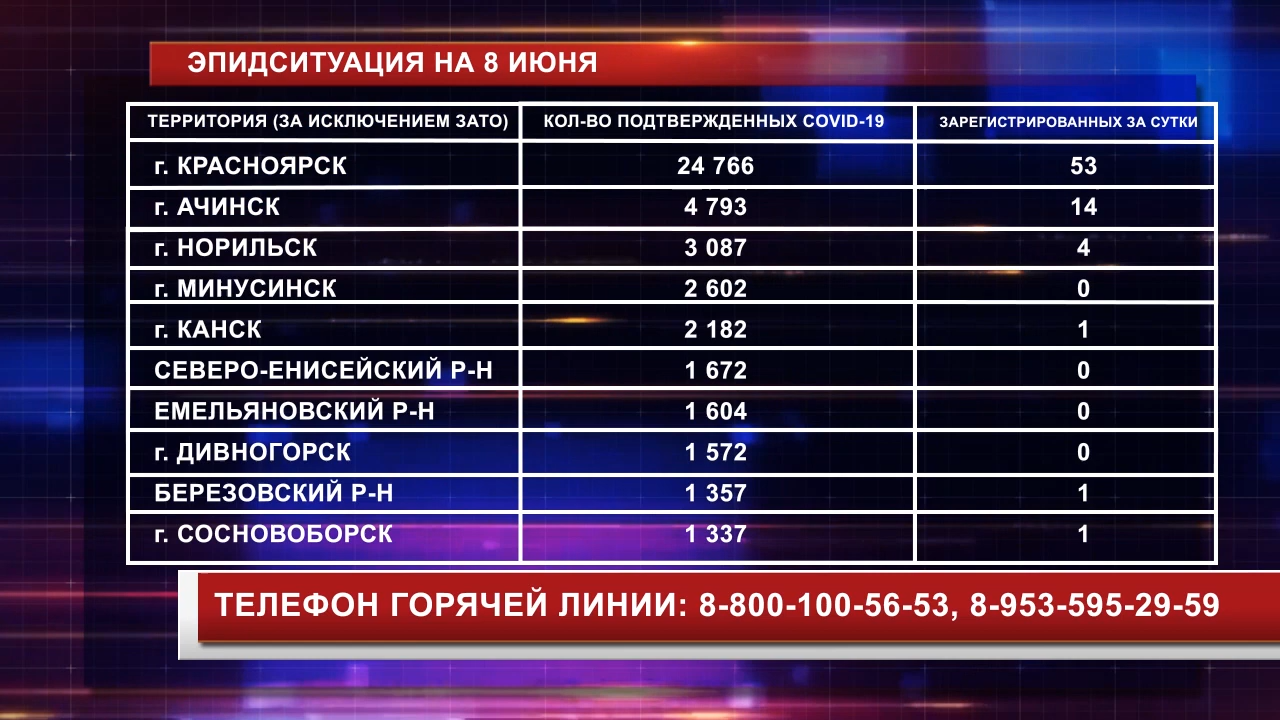 ЭПИДСИТУАЦИЯ НА 8 ИЮНЯ
ТЕРРИТОРИЯ (ЗА ИСКЛЮЧЕНИЕМ ЗАТО) КОЛ-ВО ПОДТВЕРЖДЕННЫХ COVID-19 ЗАРЕГИСТРИРОВАННЫХ ЗА СУТКИ
г. КРАСНОЯРСК 24 766 53
г. АЧИНСК 4 793 14
г. НОРИЛЬСК 3 087 4
г. МИНУСИНСК 2 602 0
г. КАНСК 2 182 1
СЕВЕРО-ЕНИСЕЙСКИЙ Р-Н 1 672 0
ЕМЕЛЬЯНОВСКИЙ Р-Н 1 604 0
г. ДИВНОГОРСК 1 572 0
БЕРЕЗОВСКИЙ Р-Н 1 357 1
г. СОСНОВОБОРСК 1 337 1
ТЕЛЕФОН ГОРЯЧЕЙ ЛИНИИ: 8-800-100-56-53, 8-953-595-29-59